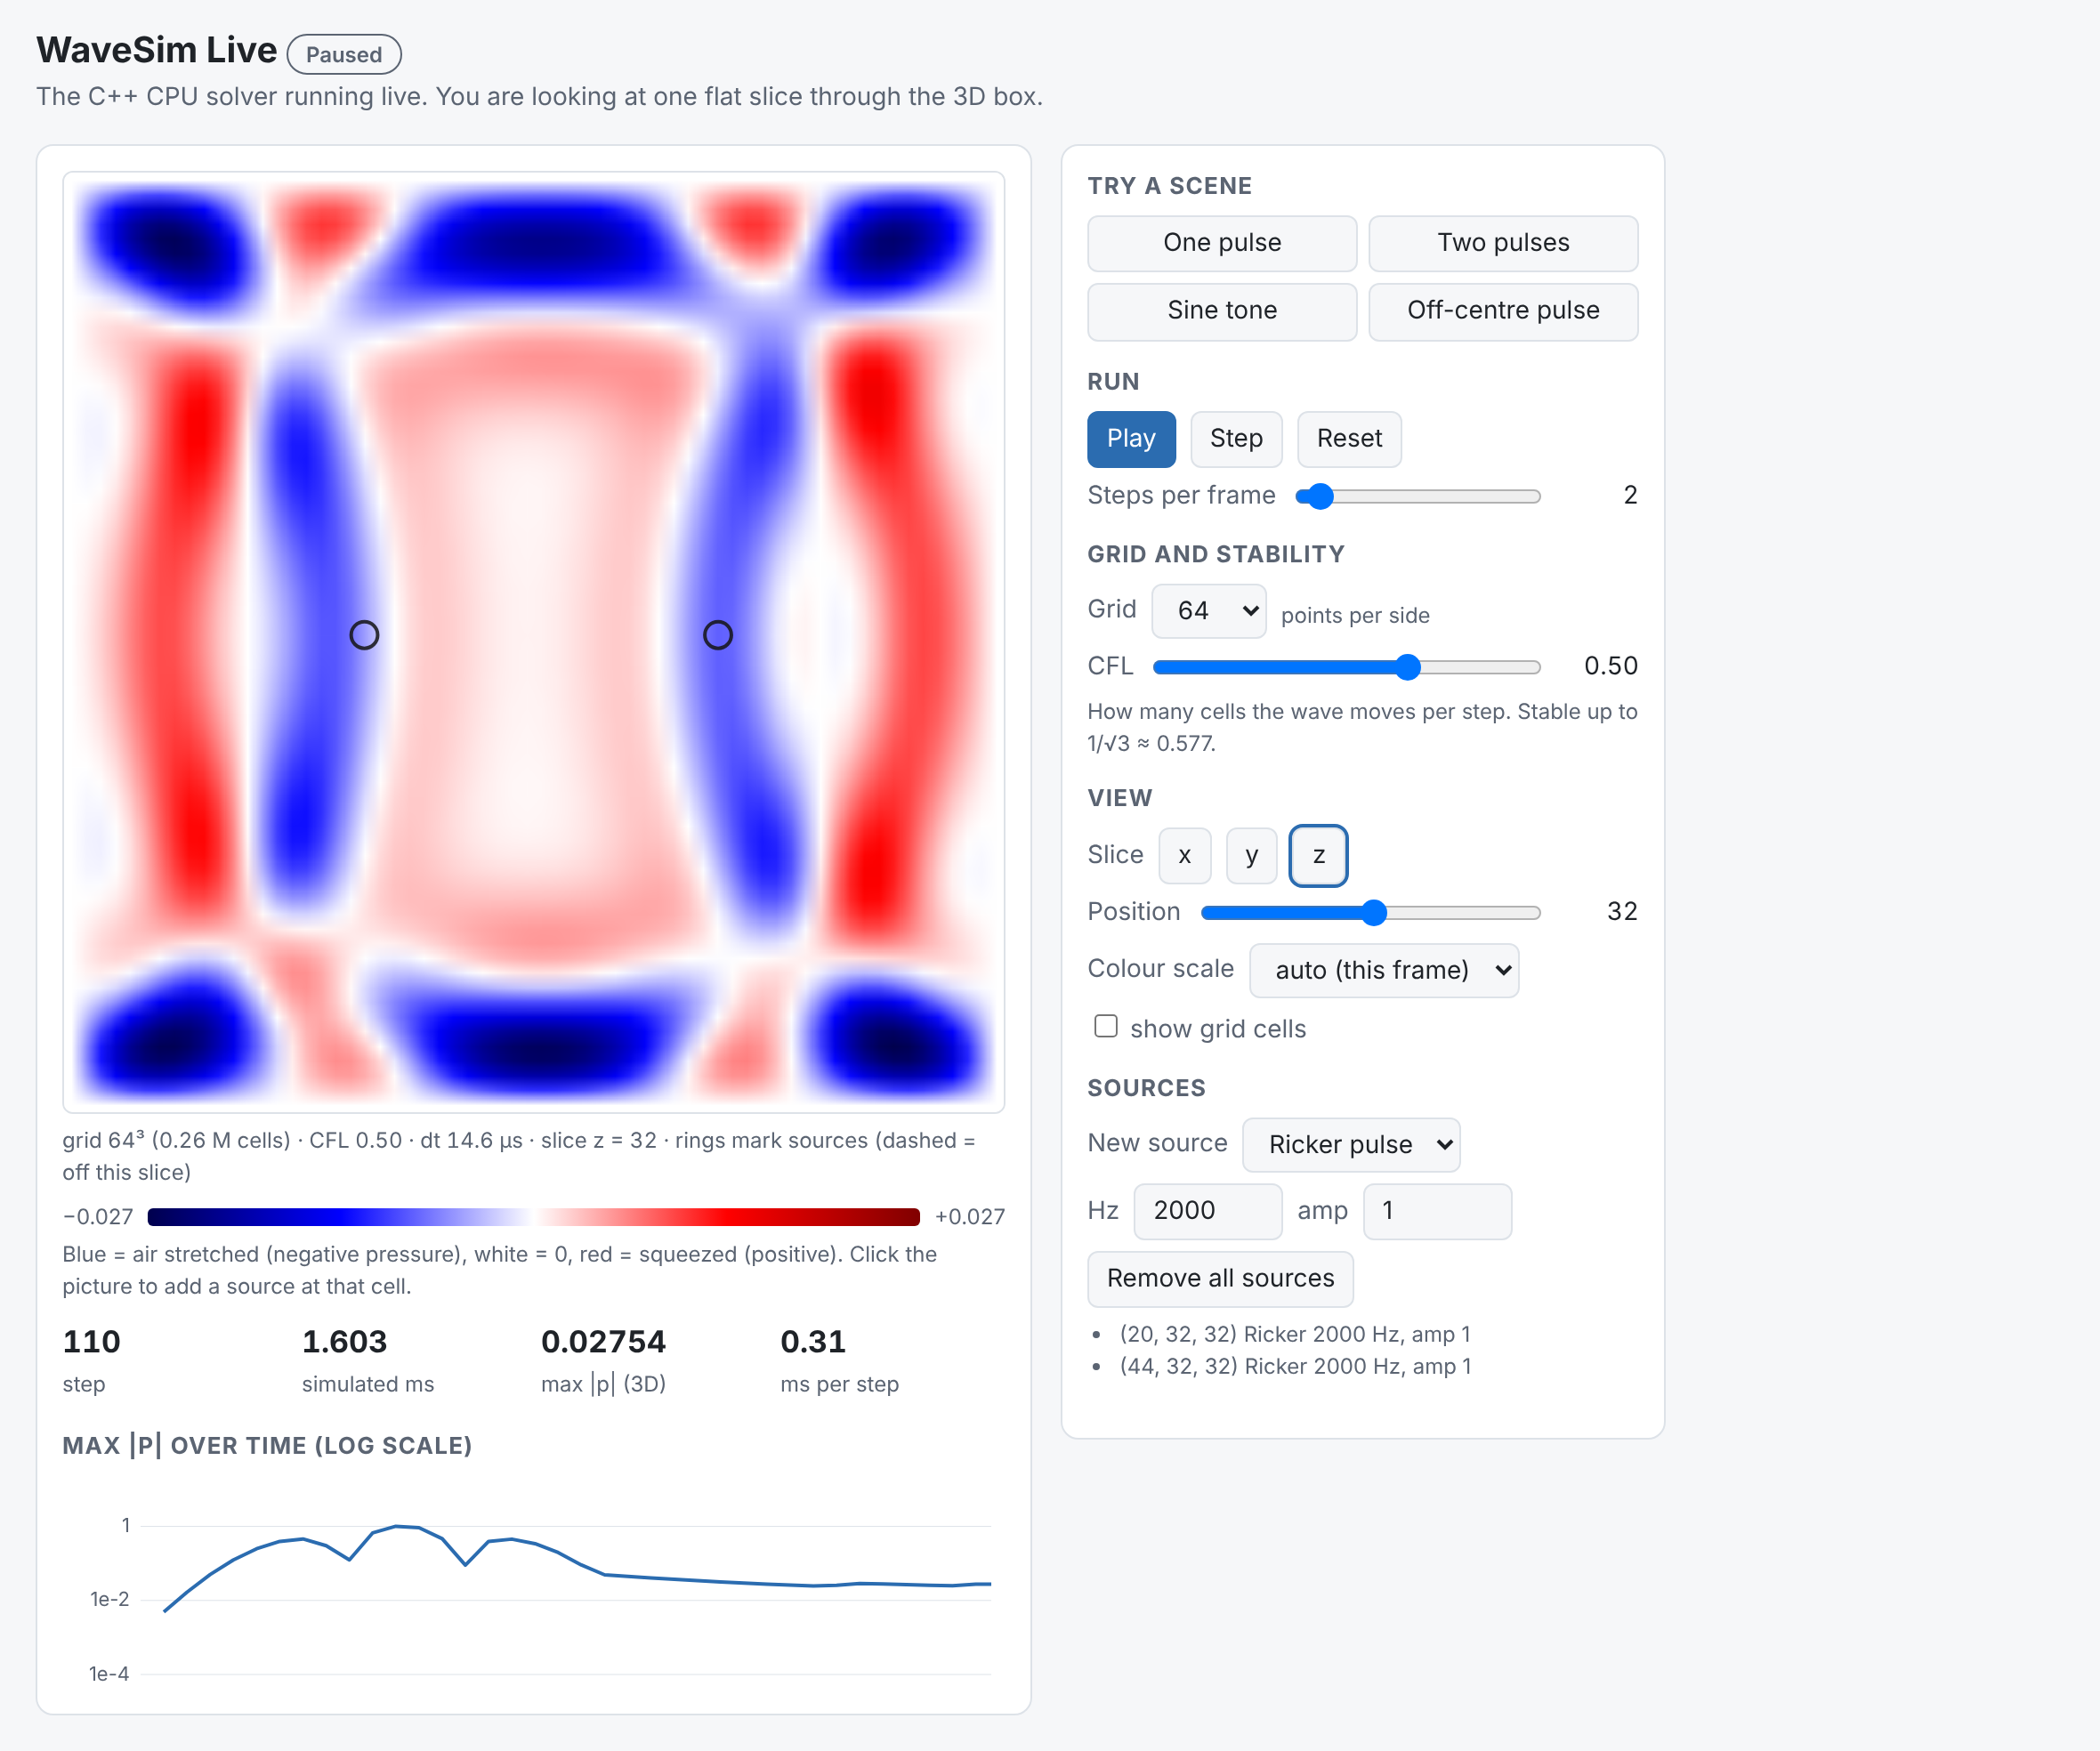 WaveSim Live Paused
The C++ CPU solver running live. You are looking at one flat slice through the 3D box.
grid 64³ (0.26 M cells) · CFL 0.50 · dt 14.6 µs · slice z = 32 · rings mark sources (dashed =
off this slice)
−0.027 +0.027
Blue = air stretched (negative pressure), white = 0, red = squeezed (positive). Click the
picture to add a source at that cell.
110 1.603 0.02754 0.31
step simulated ms max |p| (3D) ms per step
MAX |P| OVER TIME (LOG SCALE)
1
1e-2
1e-4
TRY A SCENE
One pulse Two pulses
Sine tone Off-centre pulse
RUN
Play Step Reset
Steps per frame 2
GRID AND STABILITY
Grid 64 points per side
CFL 0.50
How many cells the wave moves per step. Stable up to
1/√3 ≈ 0.577.
VIEW
Slice x y z
Position 32
Colour scale auto (this frame)
show grid cells
SOURCES
New source Ricker pulse
Hz 2000 amp 1
Remove all sources
• (20, 32, 32) Ricker 2000 Hz, amp 1
• (44, 32, 32) Ricker 2000 Hz, amp 1